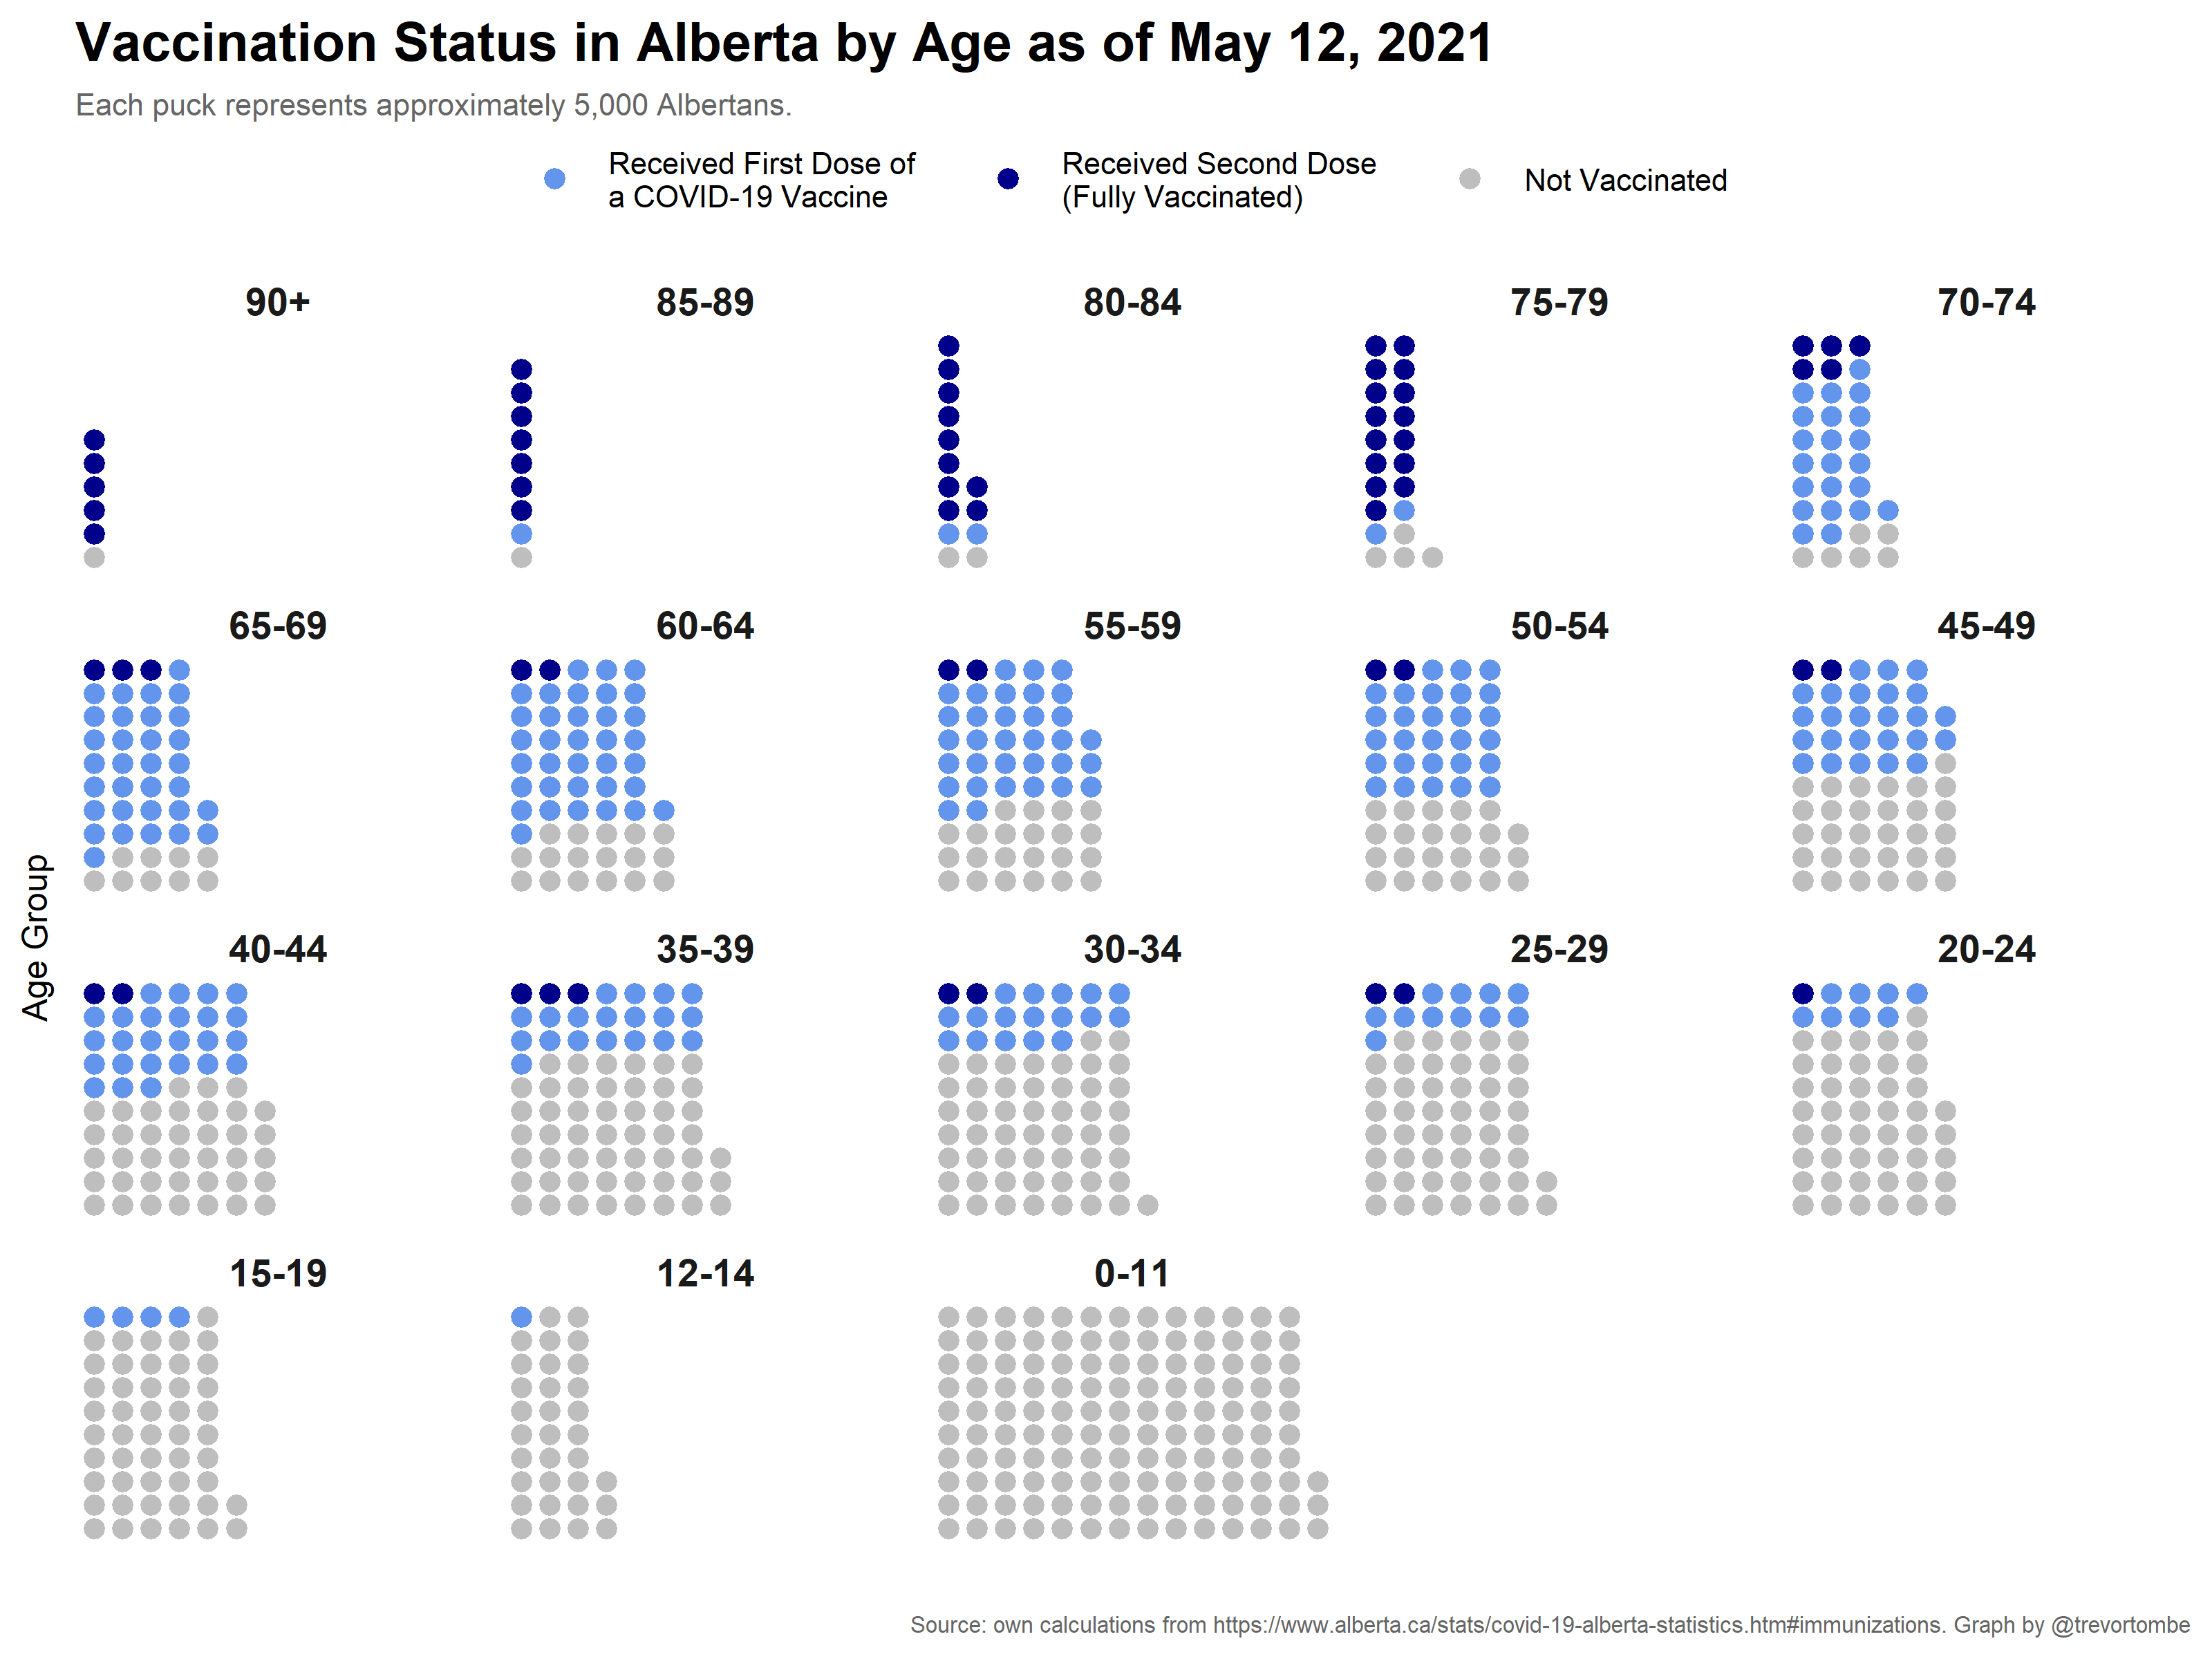 Vaccination Status in Alberta by Age as of May 12, 2021
Each puck represents approximately 5,000 Albertans.
Received First Dose of
a COVID-19 Vaccine
Received Second Dose
(Fully Vaccinated)
Not Vaccinated
90+
85-89
80-84
75-79
70-74
65-69
60-64
55-59
50-54
45-49
Age Group
40-44
35-39
30-34
25-29
20-24
15-19
12-14
0-11
Source: own calculations from https://www.alberta.ca/stats/covid-19-alberta-statistics.htm#immunizations. Graph by @trevortombe